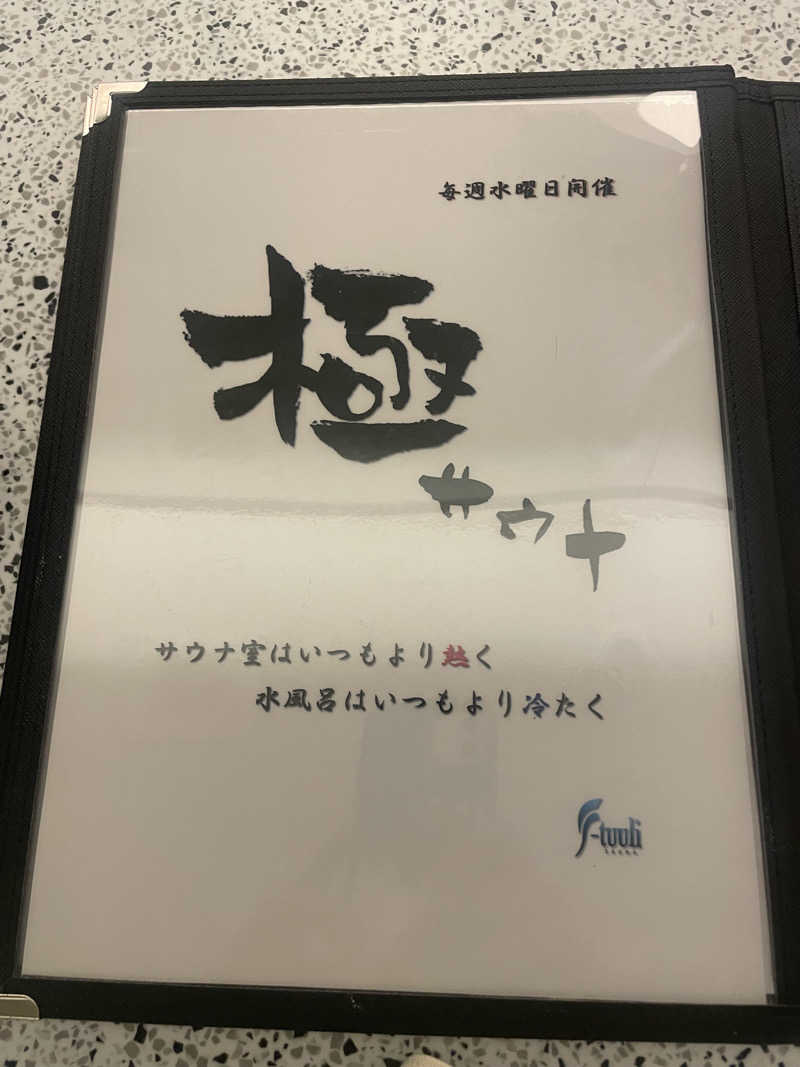 毎週水曜日開催
極
サウナ
サウナ室はいつもより熱く
水風呂はいつもより冷たく
f-tuuli
SAUNA